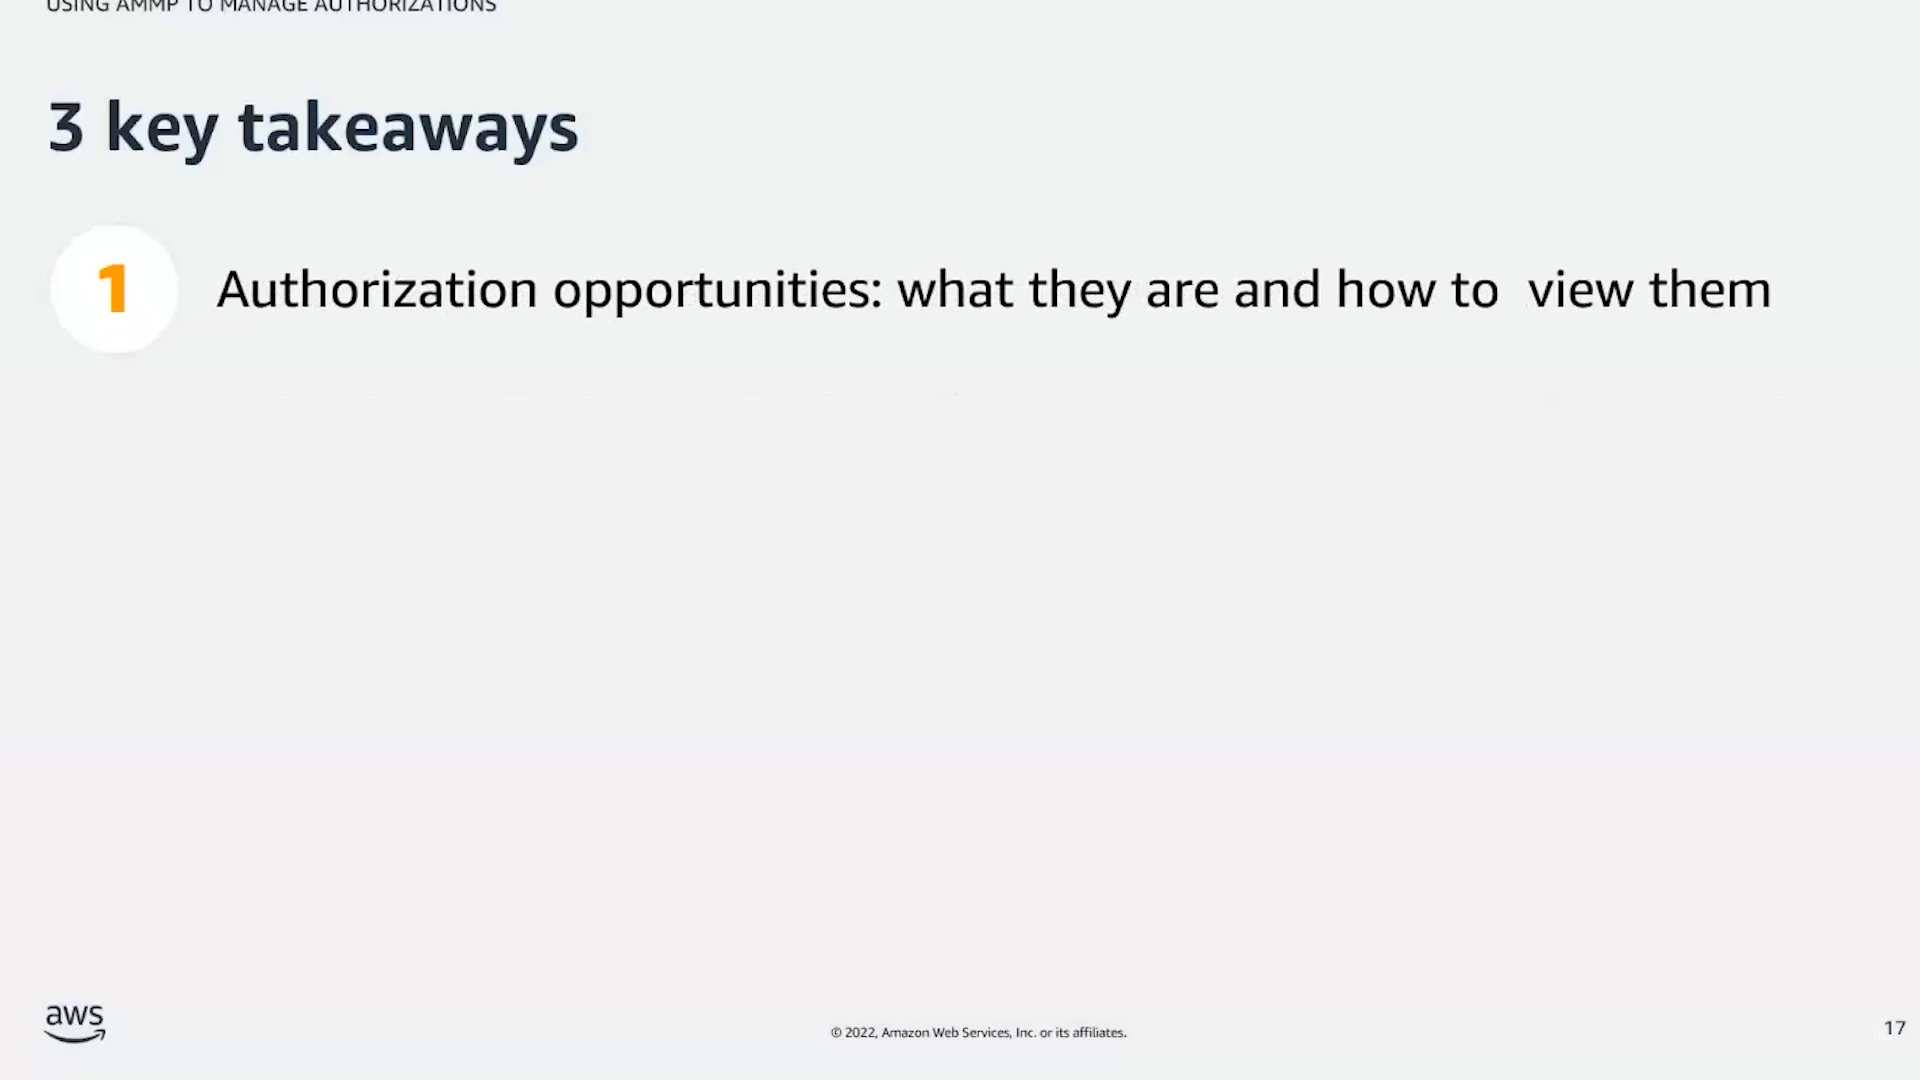 USING AMMP TO MANAGE AUTHORIZATIONS
3 key takeaways
1 Authorization opportunities: what they are and how to view them
aws
© 2022, Amazon Web Services, Inc. or its affiliates.
17